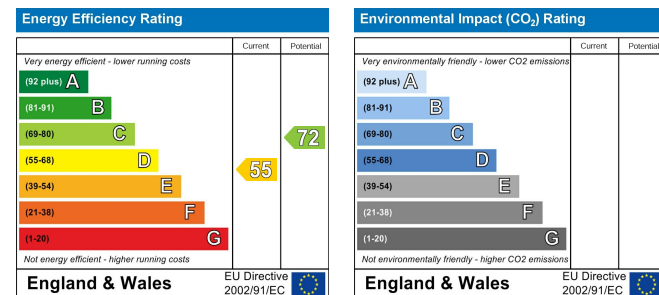 Energy Efficiency Rating
Current Potential
Very energy efficient - lower running costs
(92 plus) A
(81-91) B
(69-80) C
(55-68) D
(39-54) E
(21-38) F
(1-20) G
55
72
Not energy efficient - higher running costs
England & Wales
EU Directive
2002/91/EC
Environmental Impact (CO₂) Rating
Current Potential
Very environmentally friendly - lower CO2 emissions
(92 plus) A
(81-91) B
(69-80) C
(55-68) D
(39-54) E
(21-38) F
(1-20) G
Not environmentally friendly - higher CO2 emissions
England & Wales
EU Directive
2002/91/EC